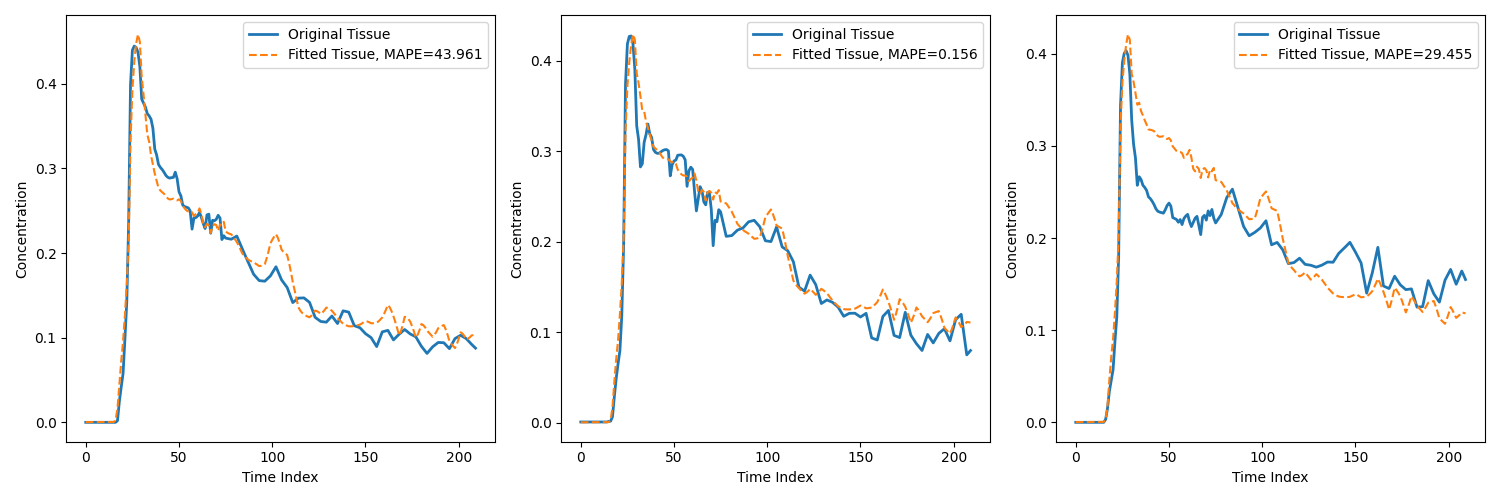 Original Tissue
Fitted Tissue, MAPE=43.961
Concentration
0.4
0.3
0.2
0.1
0.0
0 50 100 150 200
Time Index
Original Tissue
Fitted Tissue, MAPE=0.156
Concentration
0.4
0.3
0.2
0.1
0.0
0 50 100 150 200
Time Index
Original Tissue
Fitted Tissue, MAPE=29.455
Concentration
0.4
0.3
0.2
0.1
0.0
0 50 100 150 200
Time Index